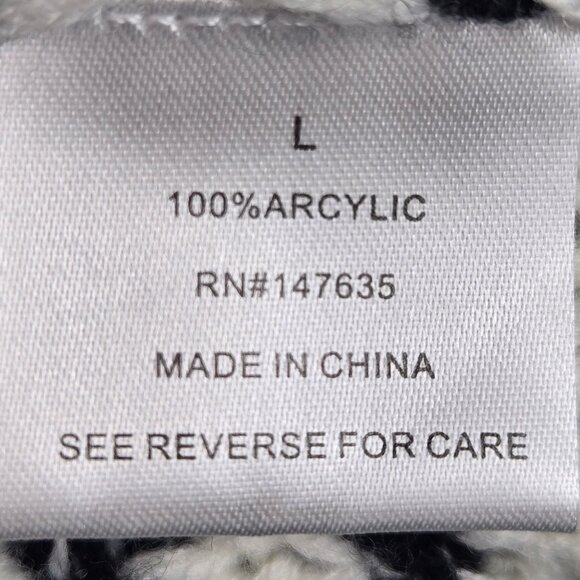 L
100%ARCYLIC
RN#147635
MADE IN CHINA
SEE REVERSE FOR CARE